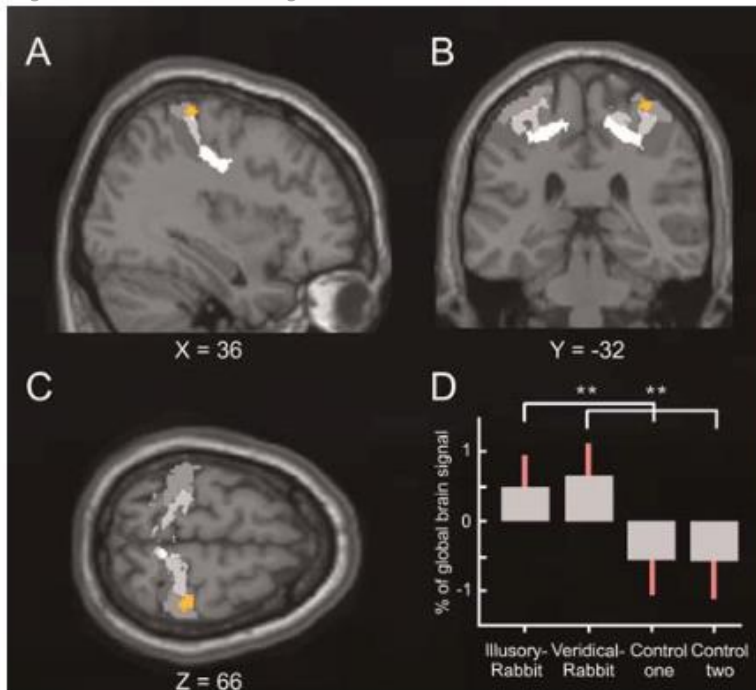 A
B
X = 36
Y = -32
C
D
** **
% of global brain signal
1
0
-1
Illusory-Rabbit
Veridical-Rabbit
Control one
Control two
Z = 66